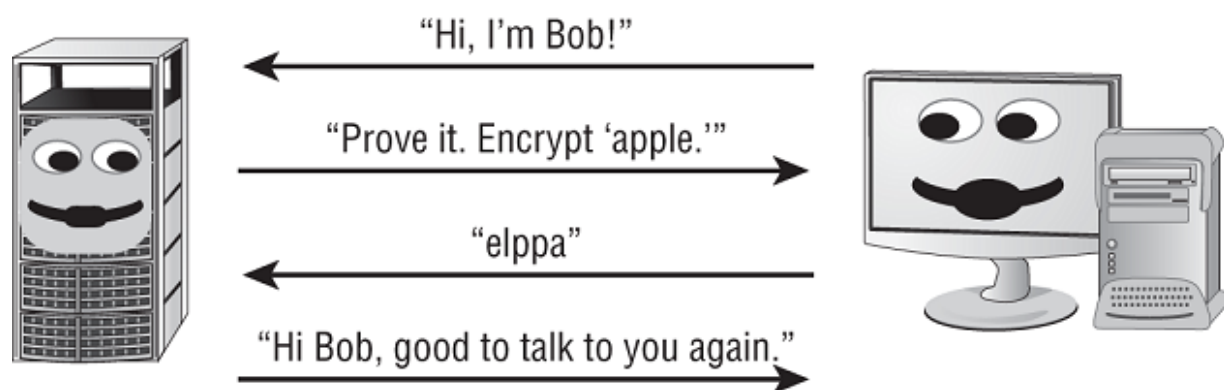 “Hi, I’m Bob!”
“Prove it. Encrypt ‘apple.’”
“elppa”
“Hi Bob, good to talk to you again.”